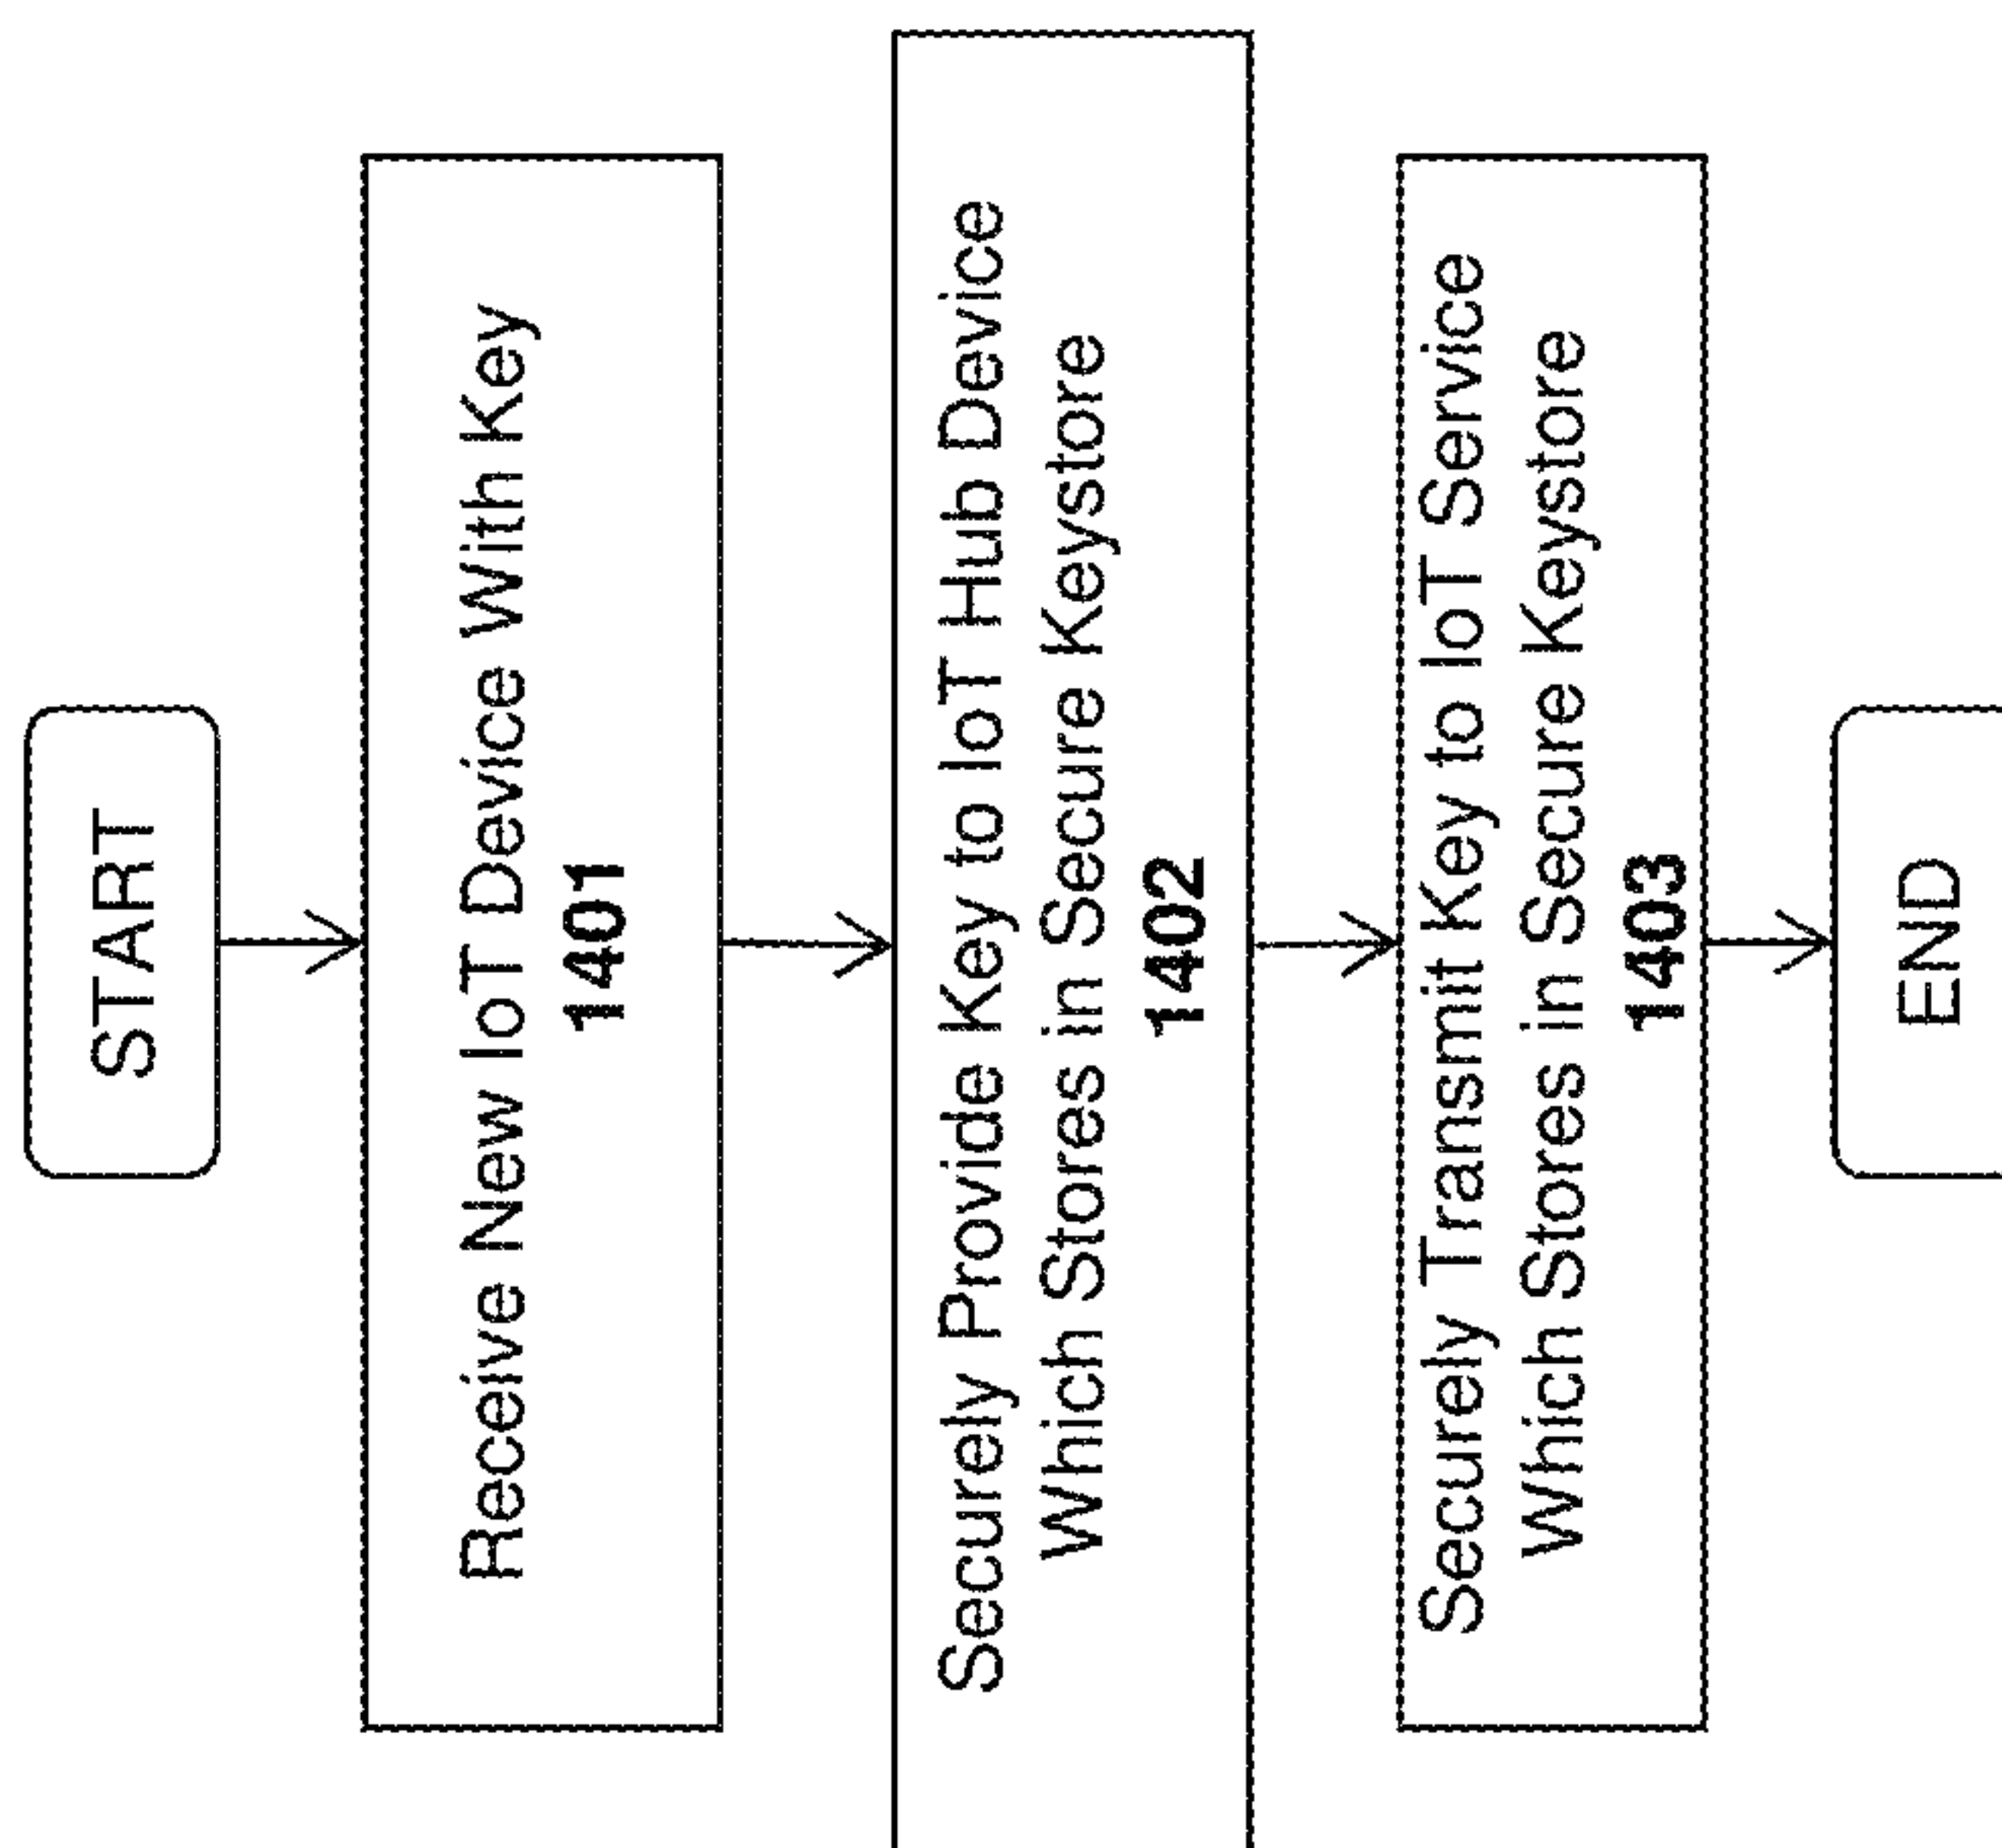 START
Receive New IoT Device With Key
1401
Securely Provide Key to IoT Hub Device
Which Stores in Secure Keystore
1402
Securely Transmit Key to IoT Service
Which Stores in Secure Keystore
1403
END